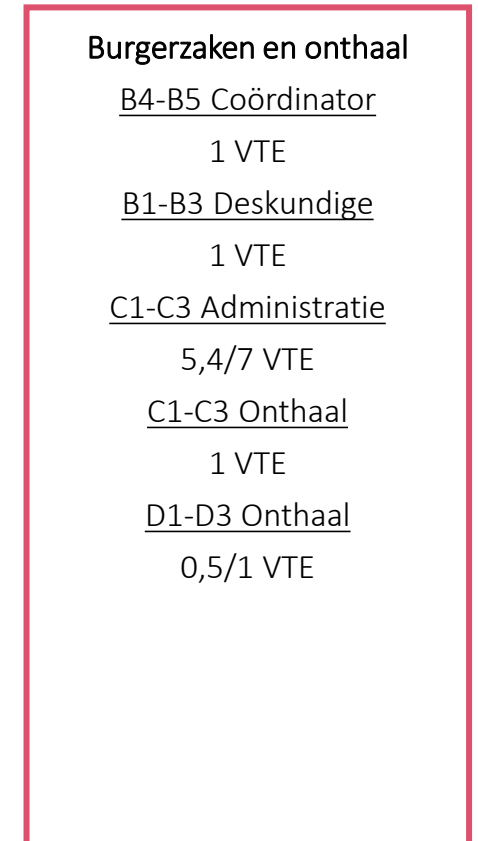 Burgerzaken en onthaal
B4-B5 Coördinator
1 VTE
B1-B3 Deskundige
1 VTE
C1-C3 Administratie
5,4/7 VTE
C1-C3 Onthaal
1 VTE
D1-D3 Onthaal
0,5/1 VTE